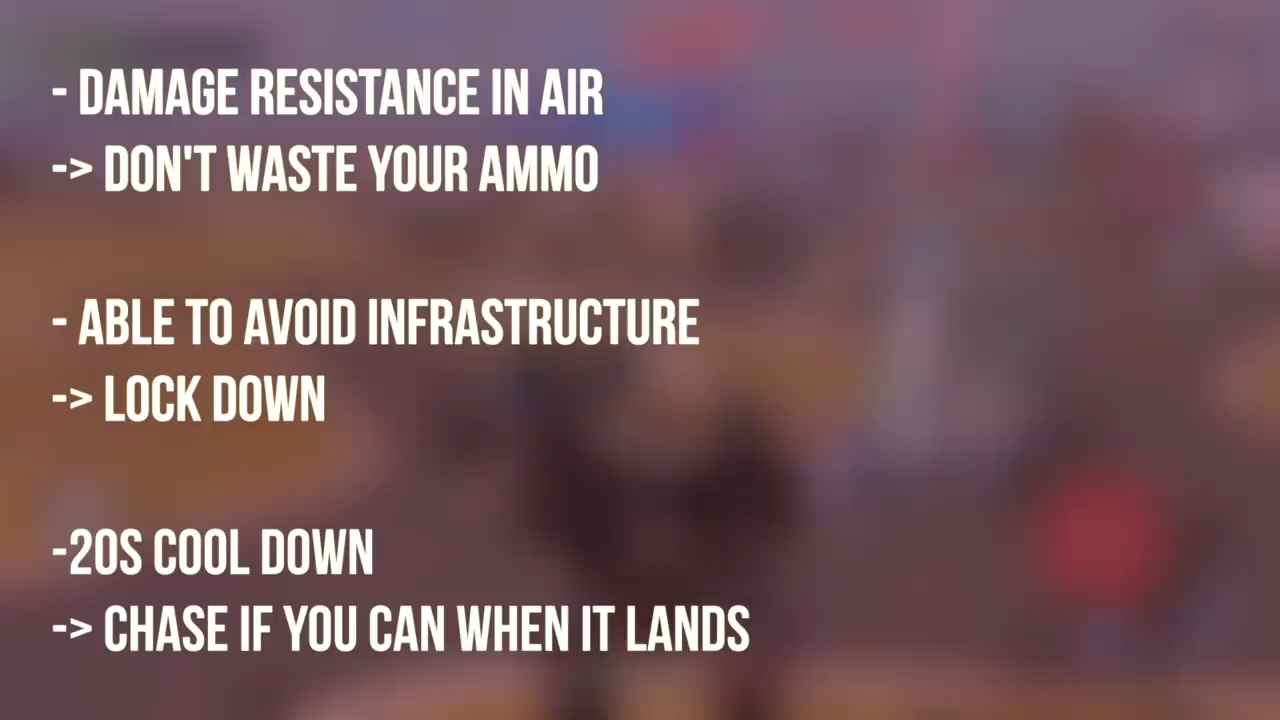 - DAMAGE RESISTANCE IN AIR
-> DON'T WASTE YOUR AMMO
- ABLE TO AVOID INFRASTRUCTURE
-> LOCK DOWN
-20S COOL DOWN
-> CHASE IF YOU CAN WHEN IT LANDS